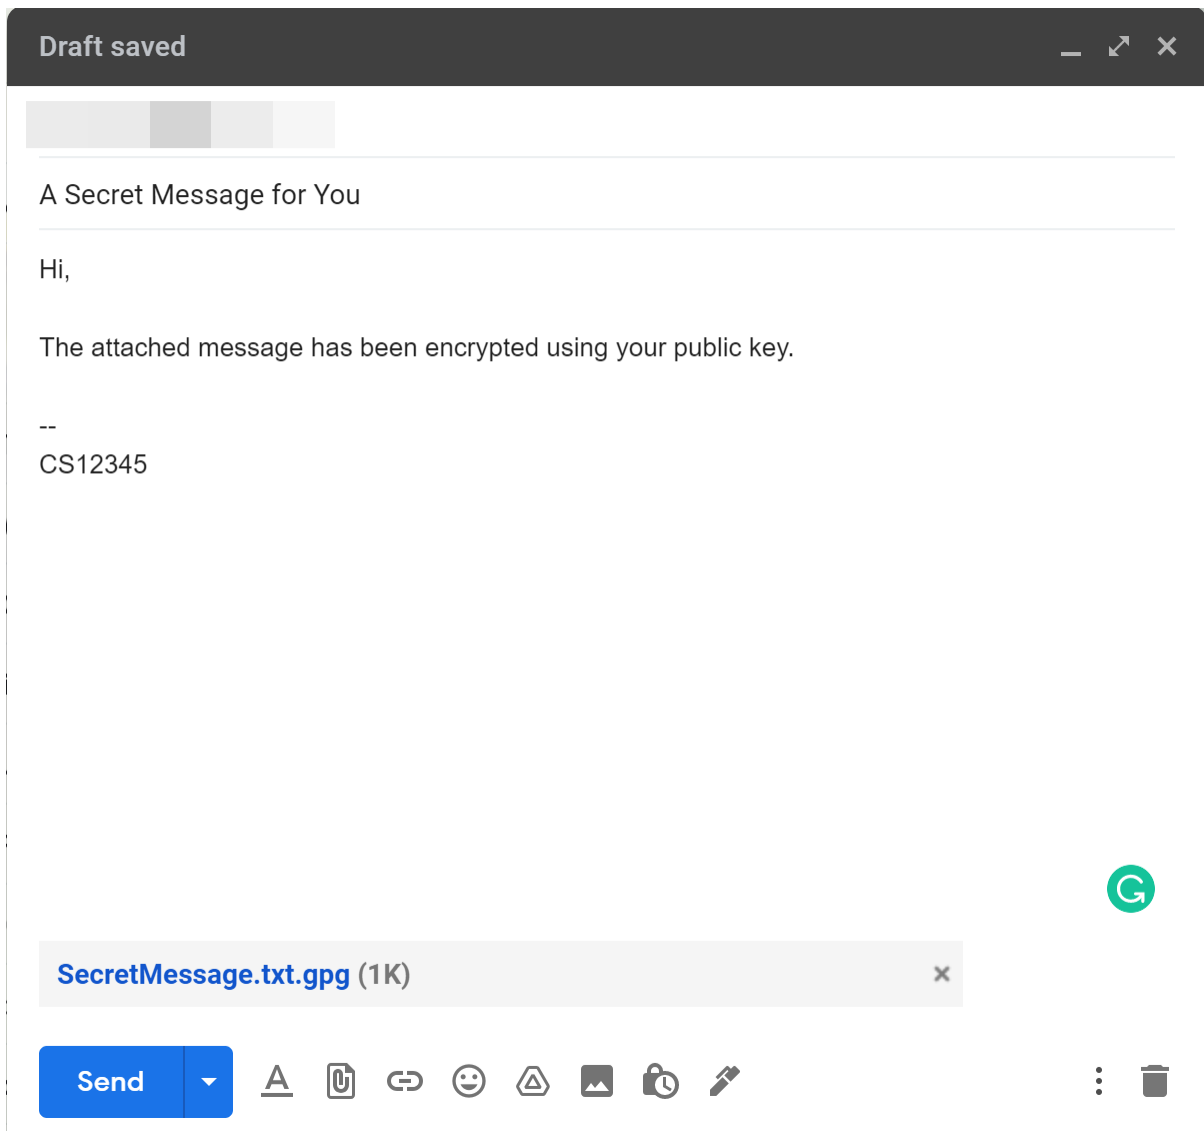 Draft saved
A Secret Message for You
Hi,
The attached message has been encrypted using your public key.
--
CS12345
SecretMessage.txt.gpg (1K)
Send